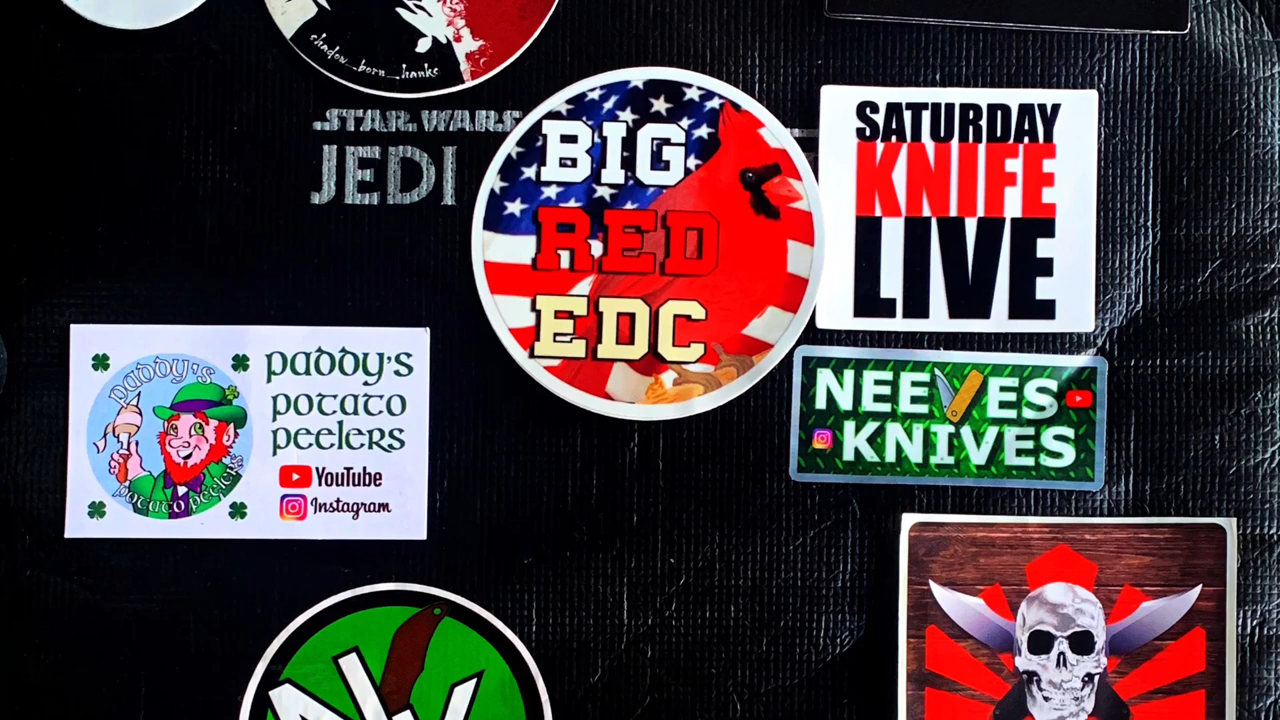 shadow_born_hanks
STAR WARS
JEDI
BIG
RED
EDC
SATURDAY
KNIFE
LIVE
NEEVES
KNIVES
paddy's
potato peelers
paddy's
potato
peelers
YouTube
Instagram